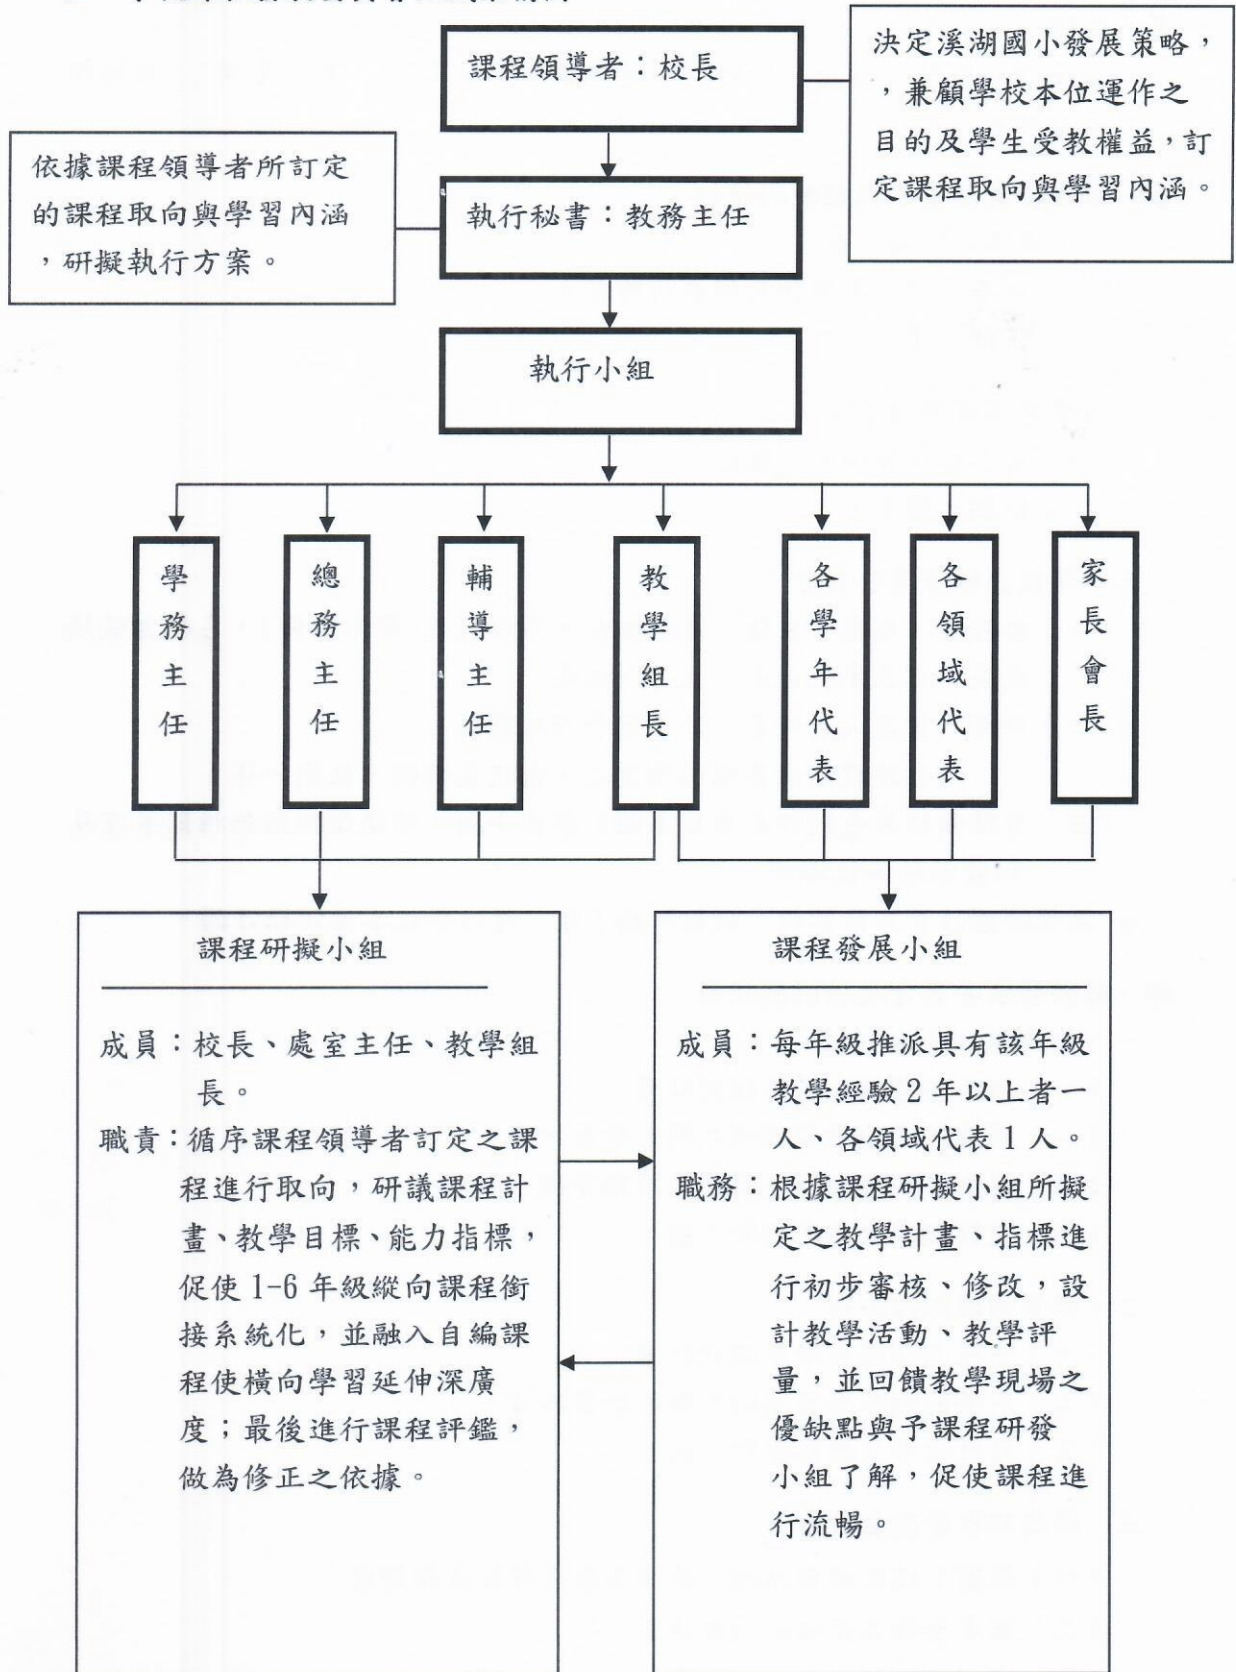 課程領導者：校長
決定溪湖國小發展策略，
，兼顧學校本位運作之
目的及學生受教權益，訂
定課程取向與學習內涵。
依據課程領導者所訂定
的課程取向與學習內涵
，研擬執行方案。
執行秘書：教務主任
執行小組
學務主任
總務主任
輔導主任
教學組長
各學年代表
各領域代表
家長會長
課程研擬小組
成員：校長、處室主任、教學組
長。
職責：循序課程領導者訂定之課
程進行取向，研議課程計
畫、教學目標、能力指標，
促使1-6年級縱向課程銜
接系統化，並融入自編課
程使橫向學習延伸深廣
度；最後進行課程評鑑，
做為修正之依據。
課程發展小組
成員：每年級推派具有該年級
教學經驗2年以上者一
人、各領域代表1人。
職務：根據課程研擬小組所擬
定之教學計畫、指標進
行初步審核、修改，設
計教學活動、教學評
量，並回饋教學現場之
優缺點與予課程研發
小組了解，促使課程進
行流暢。